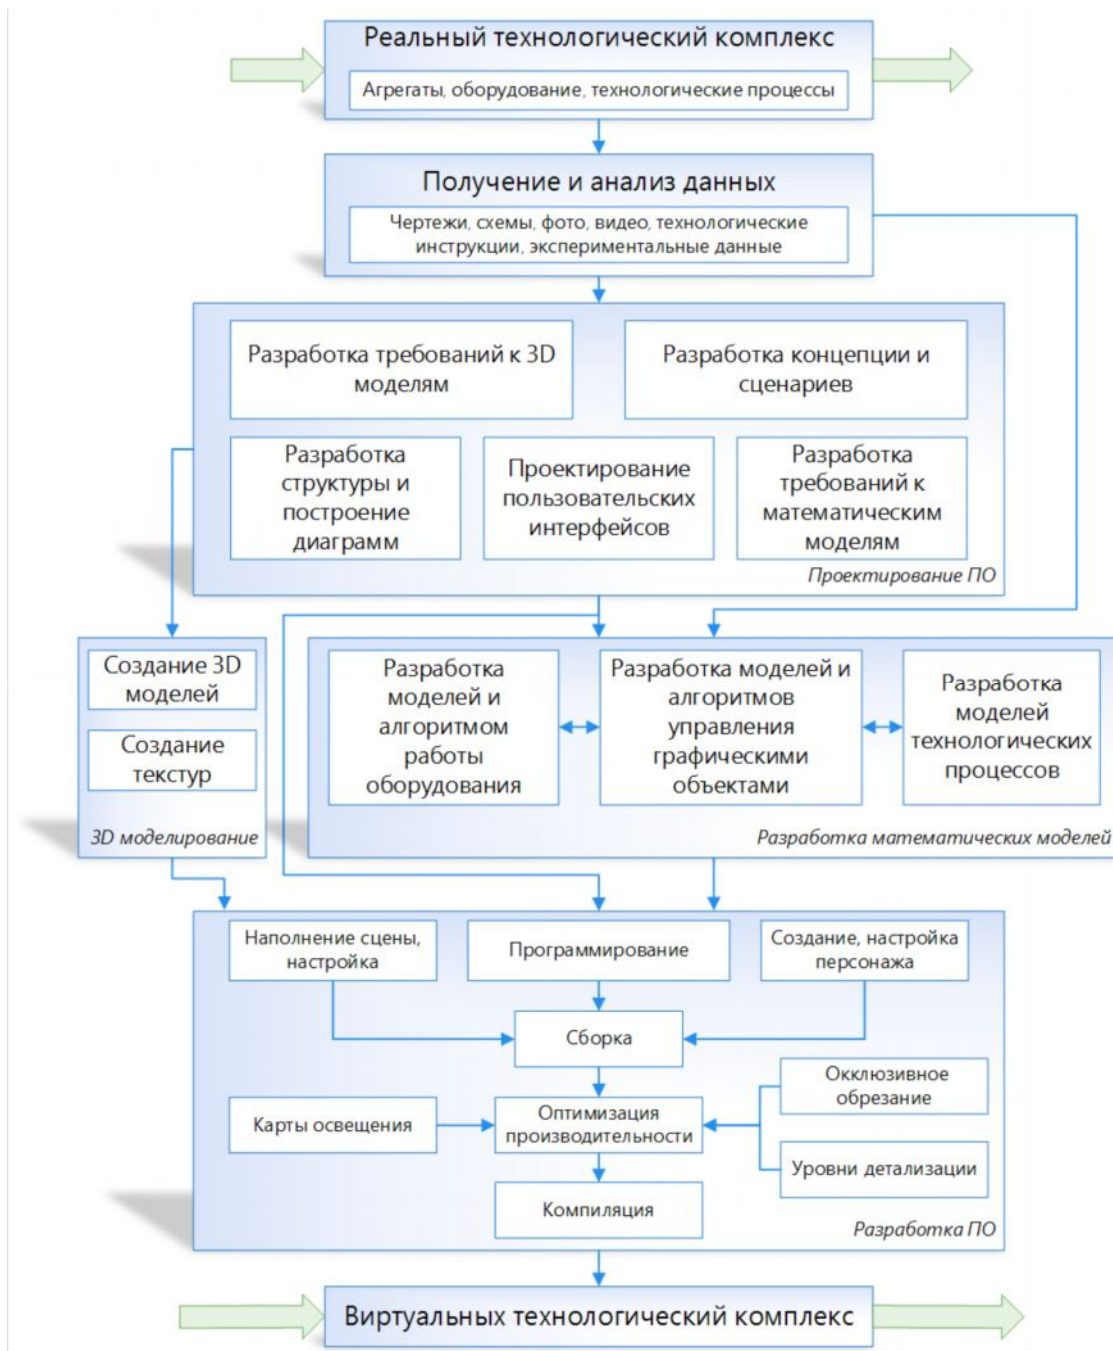 Реальный технологический комплекс
Агрегаты, оборудование, технологические процессы
Получение и анализ данных
Чертежи, схемы, фото, видео, технологические
инструкции, экспериментальные данные
Разработка требований к 3D
моделям
Разработка концепции и
сценариев
Разработка
структуры и
построение
диаграмм
Проектирование
пользовательских
интерфейсов
Разработка
требований к
математическим
моделям
Проектирование ПО
Создание 3D
моделей
Создание
текстур
3D моделирование
Разработка
моделей и
алгоритмом
работы
оборудования
Разработка моделей и
алгоритмов
управления
графическими
объектами
Разработка
моделей
технологических
процессов
Разработка математических моделей
Наполнение сцены,
настройка
Программирование
Создание, настройка
персонажа
Сборка
Окклюзивное
обрезание
Карты освещения
Оптимизация
производительности
Уровни детализации
Компиляция
Разработка ПО
Виртуальных технологический комплекс